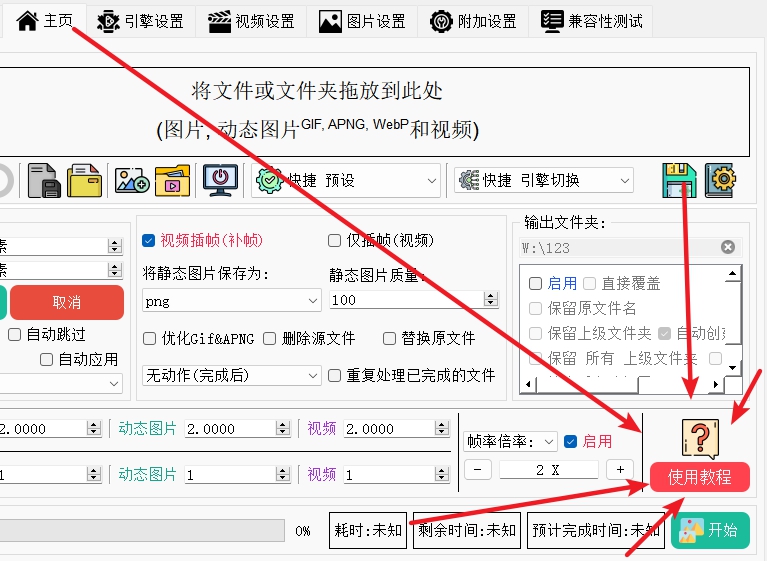 主页 引擎设置 视频设置 图片设置 附加设置 兼容性测试
将文件或文件夹拖放到此处
(图片, 动态图片GIF, APNG, WebP和视频)
快捷 预设 快捷 引擎切换
输出文件夹:
素 视频插帧(补帧) 仅插帧(视频) W:\123
素 将静态图片保存为: 静态图片质量: 启用 直接覆盖
取消 png 100 保留原文件名
自动跳过 优化Gif&APNG 删除源文件 替换原文件 保留上级文件夹 自动创建
自动应用 保留 所有 上级文件夹
无动作(完成后) 重复处理已完成的文件
2.0000 动态图片 2.0000 视频 2.0000 帧率倍率: 启用
1 动态图片 1 视频 1 - 2 X + 使用教程
0% 耗时:未知 剩余时间:未知 预计完成时间:未知 开始